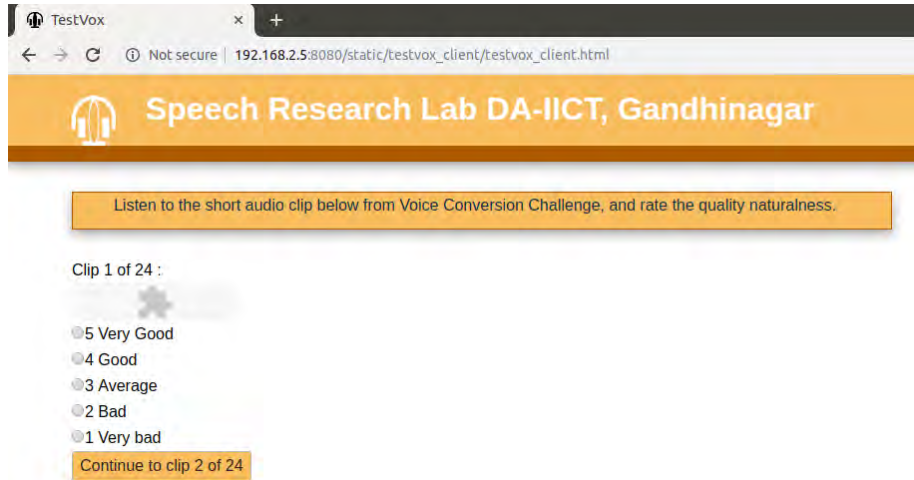 TestVox
Not secure | 192.168.2.5:8080/static/testvox_client/testvox_client.html
Speech Research Lab DA-IICT, Gandhinagar
Listen to the short audio clip below from Voice Conversion Challenge, and rate the quality naturalness.
Clip 1 of 24 :
5 Very Good
4 Good
3 Average
2 Bad
1 Very bad
Continue to clip 2 of 24